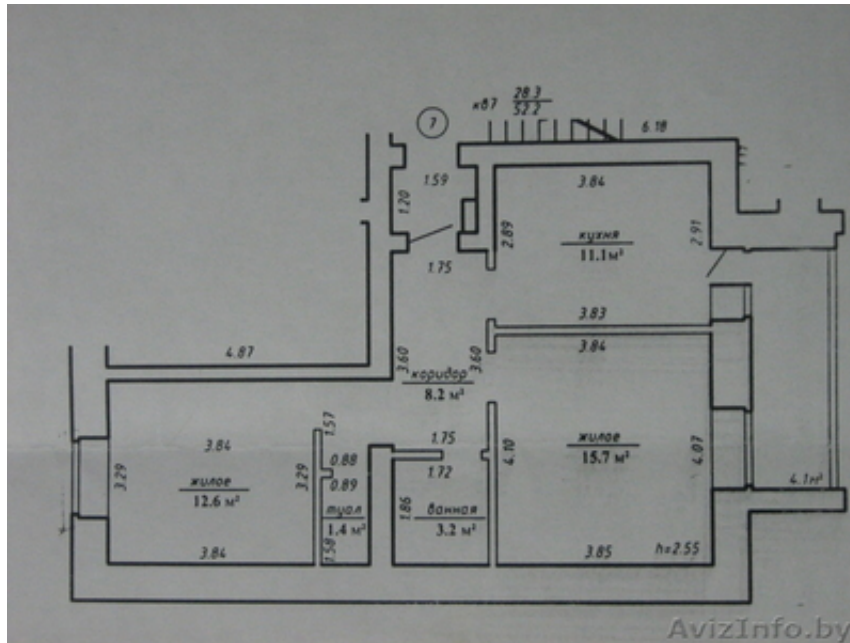 7
кв7 28.3
52.2
6.18
1.59
3.84
1.20
2.89
кухня
11.1м²
2.91
1.75
3.83
4.87
3.60
3.60
3.84
коридор
8.2 м²
3.84
1.57
1.75
жилое
15.7м²
3.29
3.29
0.88
1.72
4.10
4.07
жилое
12.6 м²
0.89
4.1м²
туал
1.4 м²
1.86
ванная
3.2 м²
3.84
1.58
3.85
h=2.55
AvizInfo.by